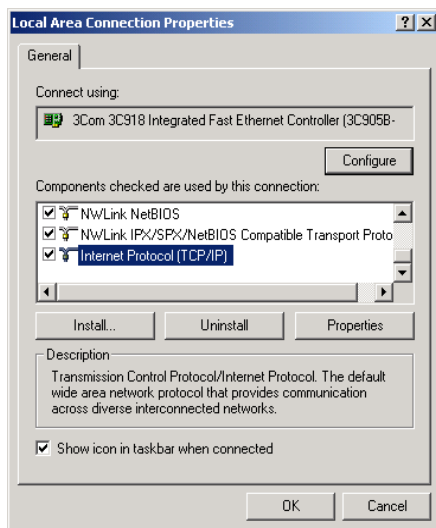 Local Area Connection Properties
General
Connect using:
3Com 3C918 Integrated Fast Ethernet Controller (3C905B-
Configure
Components checked are used by this connection:
NWLink NetBIOS
NWLink IPX/SPX/NetBIOS Compatible Transport Proto
Internet Protocol (TCP/IP)
Install... Uninstall Properties
Description
Transmission Control Protocol/Internet Protocol. The default
wide area network protocol that provides communication
across diverse interconnected networks.
Show icon in taskbar when connected
OK Cancel